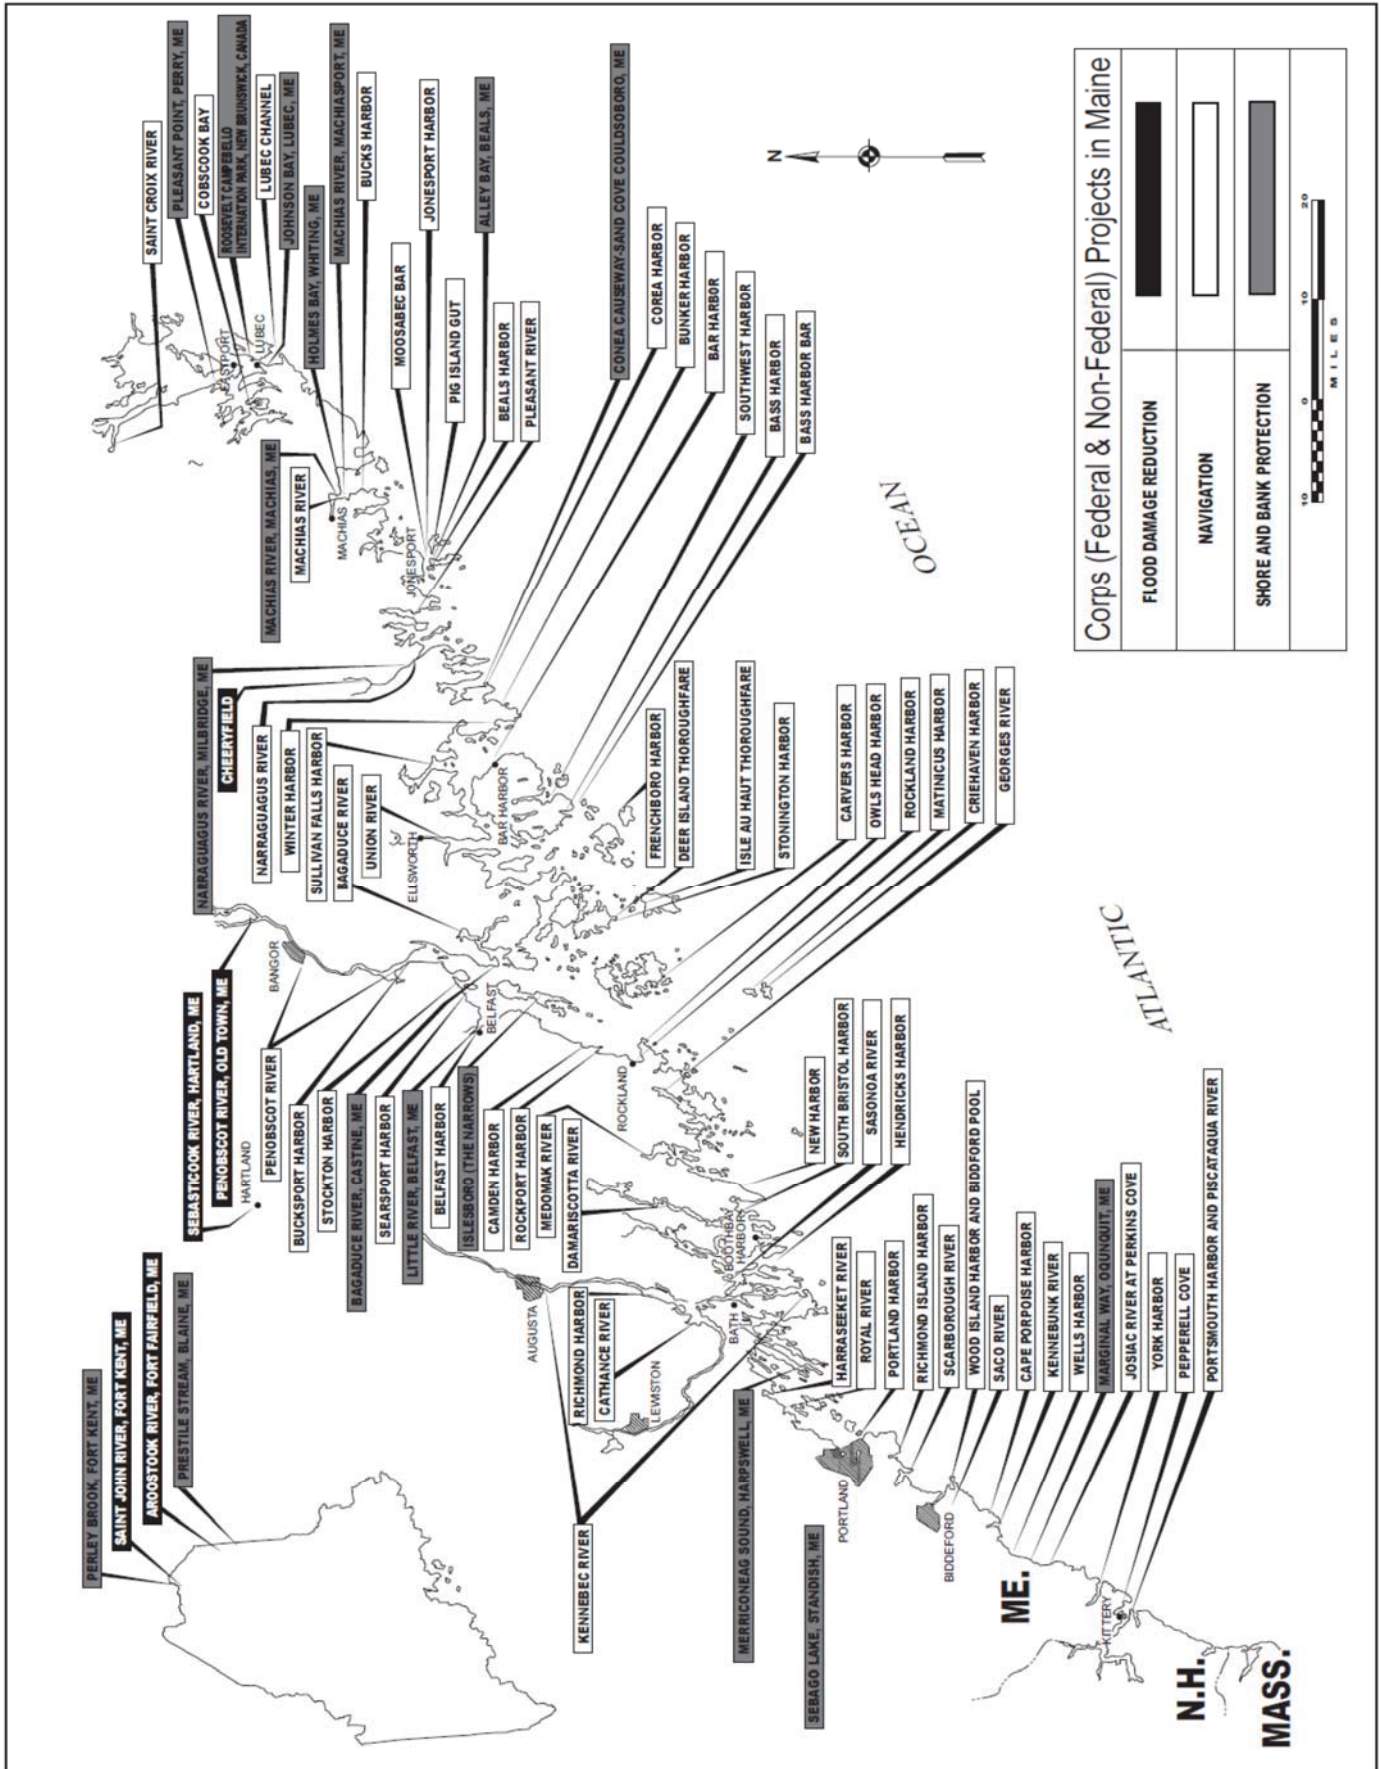 PERLEY BROOK, FORT KENT, ME
SAINT JOHN RIVER, FORT KENT, ME
AROOSTOOK RIVER, FORT FAIRFIELD, ME
PRESTILE STREAM, BLAINE, ME
SEBASTICOOK RIVER, HARTLAND, ME
PENOBSCOT RIVER, OLD TOWN, ME
HARTLAND
PENOBSCOT RIVER
BUCKSPORT HARBOR
STOCKTON HARBOR
BAGADUCE RIVER, CASTINE, ME
SEARSPORT HARBOR
LITTLE RIVER, BELFAST, ME
BELFAST HARBOR
ISLESBORO (THE NARROWS)
CAMDEN HARBOR
ROCKPORT HARBOR
MEDOMAK RIVER
DAMARISCOTTA RIVER
NARRAGUAGUS RIVER, MILBRIDGE, ME
CHEERYFIELD
NARRAGUAGUS RIVER
WINTER HARBOR
SULLIVAN FALLS HARBOR
BAGADUCE RIVER
UNION RIVER
BANGOR
BELFAST
ELLSWORTH
BAR HARBOR
ROCKLAND
MACHIAS RIVER, MACHIAS, ME
MACHIAS RIVER
MACHIAS
JONESPORT
EASTPORT
LUBEC
SAINT CROIX RIVER
PLEASANT POINT, PERRY, ME
COBSCOOK BAY
ROOSEVELT CAMPEBELLO
INTERNATION PARK, NEW BRUNSWICK, CANADA
LUBEC CHANNEL
JOHNSON BAY, LUBEC, ME
HOLMES BAY, WHITING, ME
MACHIAS RIVER, MACHIASPORT, ME
BUCKS HARBOR
MOOSABEC BAR
JONESPORT HARBOR
PIG ISLAND GUT
ALLEY BAY, BEALS, ME
BEALS HARBOR
PLEASANT RIVER
CONEA CAUSEWAY-SAND COVE COULDSOBORO, ME
COREA HARBOR
BUNKER HARBOR
BAR HARBOR
SOUTHWEST HARBOR
BASS HARBOR
BASS HARBOR BAR
FRENCHBORO HARBOR
DEER ISLAND THOROUGHFARE
ISLE AU HAUT THOROUGHFARE
STONINGTON HARBOR
CARVERS HARBOR
OWLS HEAD HARBOR
ROCKLAND HARBOR
MATINICUS HARBOR
CRIEHAVEN HARBOR
GEORGES RIVER
NEW HARBOR
SOUTH BRISTOL HARBOR
SASONOA RIVER
HENDRICKS HARBOR
AUGUSTA
RICHMOND HARBOR
CATHANCE RIVER
LEWISTON
BATH
BOOTHBAY
HARBOR
KENNEBEC RIVER
MERRICONEAG SOUND, HARPSWELL, ME
SEBAGO LAKE, STANDISH, ME
PORTLAND
BIDDEFORD
KITTERY
HARRASEEKET RIVER
ROYAL RIVER
PORTLAND HARBOR
RICHMOND ISLAND HARBOR
SCARBOROUGH RIVER
WOOD ISLAND HARBOR AND BIDDFORD POOL
SACO RIVER
CAPE PORPOISE HARBOR
KENNEBUNK RIVER
WELLS HARBOR
MARGINAL WAY, OQUNQUIT, ME
JOSIAC RIVER AT PERKINS COVE
YORK HARBOR
PEPPERELL COVE
PORTSMOUTH HARBOR AND PISCATAQUA RIVER
ME.
N.H.
MASS.
ATLANTIC
OCEAN
N
Corps (Federal & Non-Federal) Projects in Maine
FLOOD DAMAGE REDUCTION
NAVIGATION
SHORE AND BANK PROTECTION
10 0 10 20
MILES